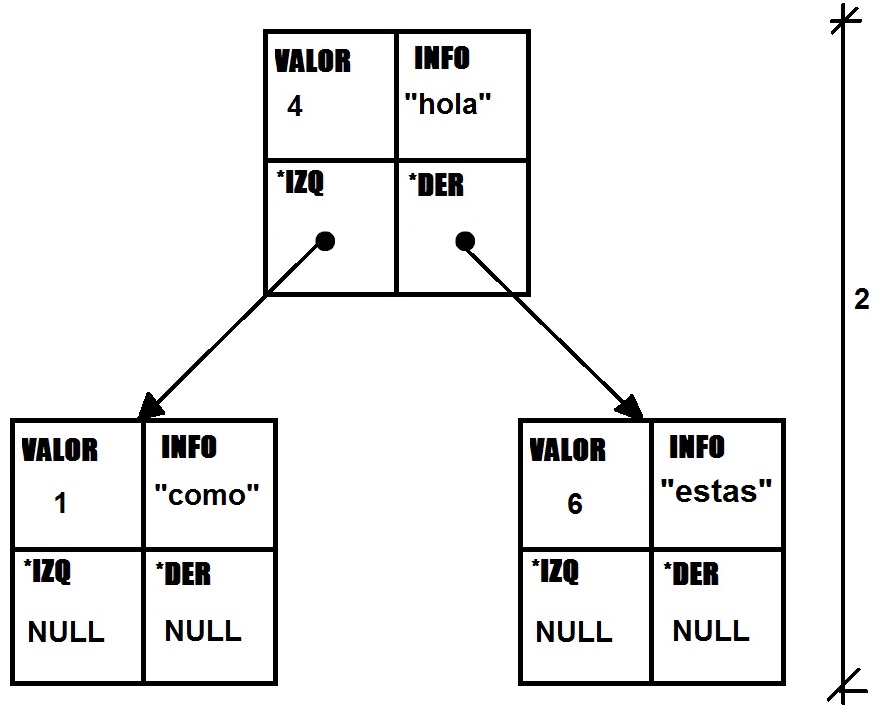 VALOR INFO
4 "hola"
*IZQ *DER
2
VALOR INFO
1 "como"
*IZQ *DER
NULL NULL
VALOR INFO
6 "estas"
*IZQ *DER
NULL NULL